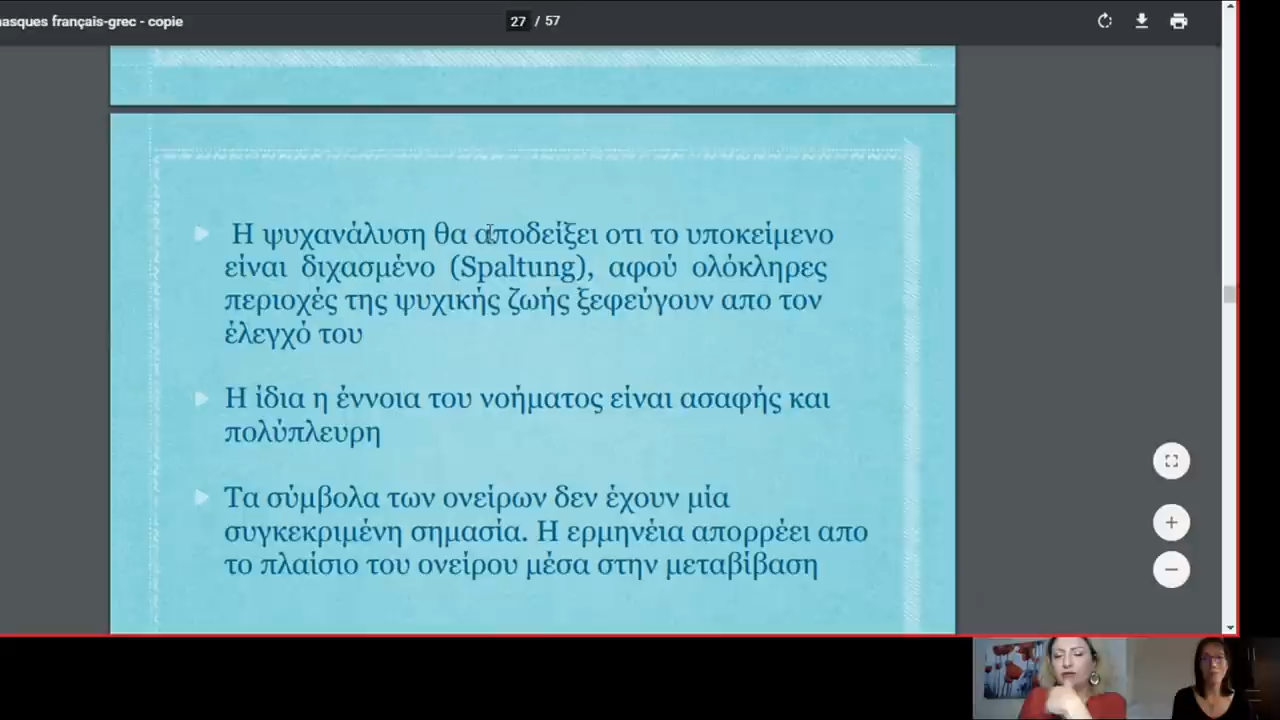 masques français-grec - copie
27 / 57
Η ψυχανάλυση θα αποδείξει οτι το υποκείμενο
είναι διχασμένο (Spaltung), αφού ολόκληρες
περιοχές της ψυχικής ζωής ξεφεύγουν απο τον
έλεγχό του
Η ίδια η έννοια του νοήματος είναι ασαφής και
πολύπλευρη
Τα σύμβολα των ονείρων δεν έχουν μία
συγκεκριμένη σημασία. Η ερμηνέια απορρέει απο
το πλαίσιο του ονείρου μέσα στην μεταβίβαση